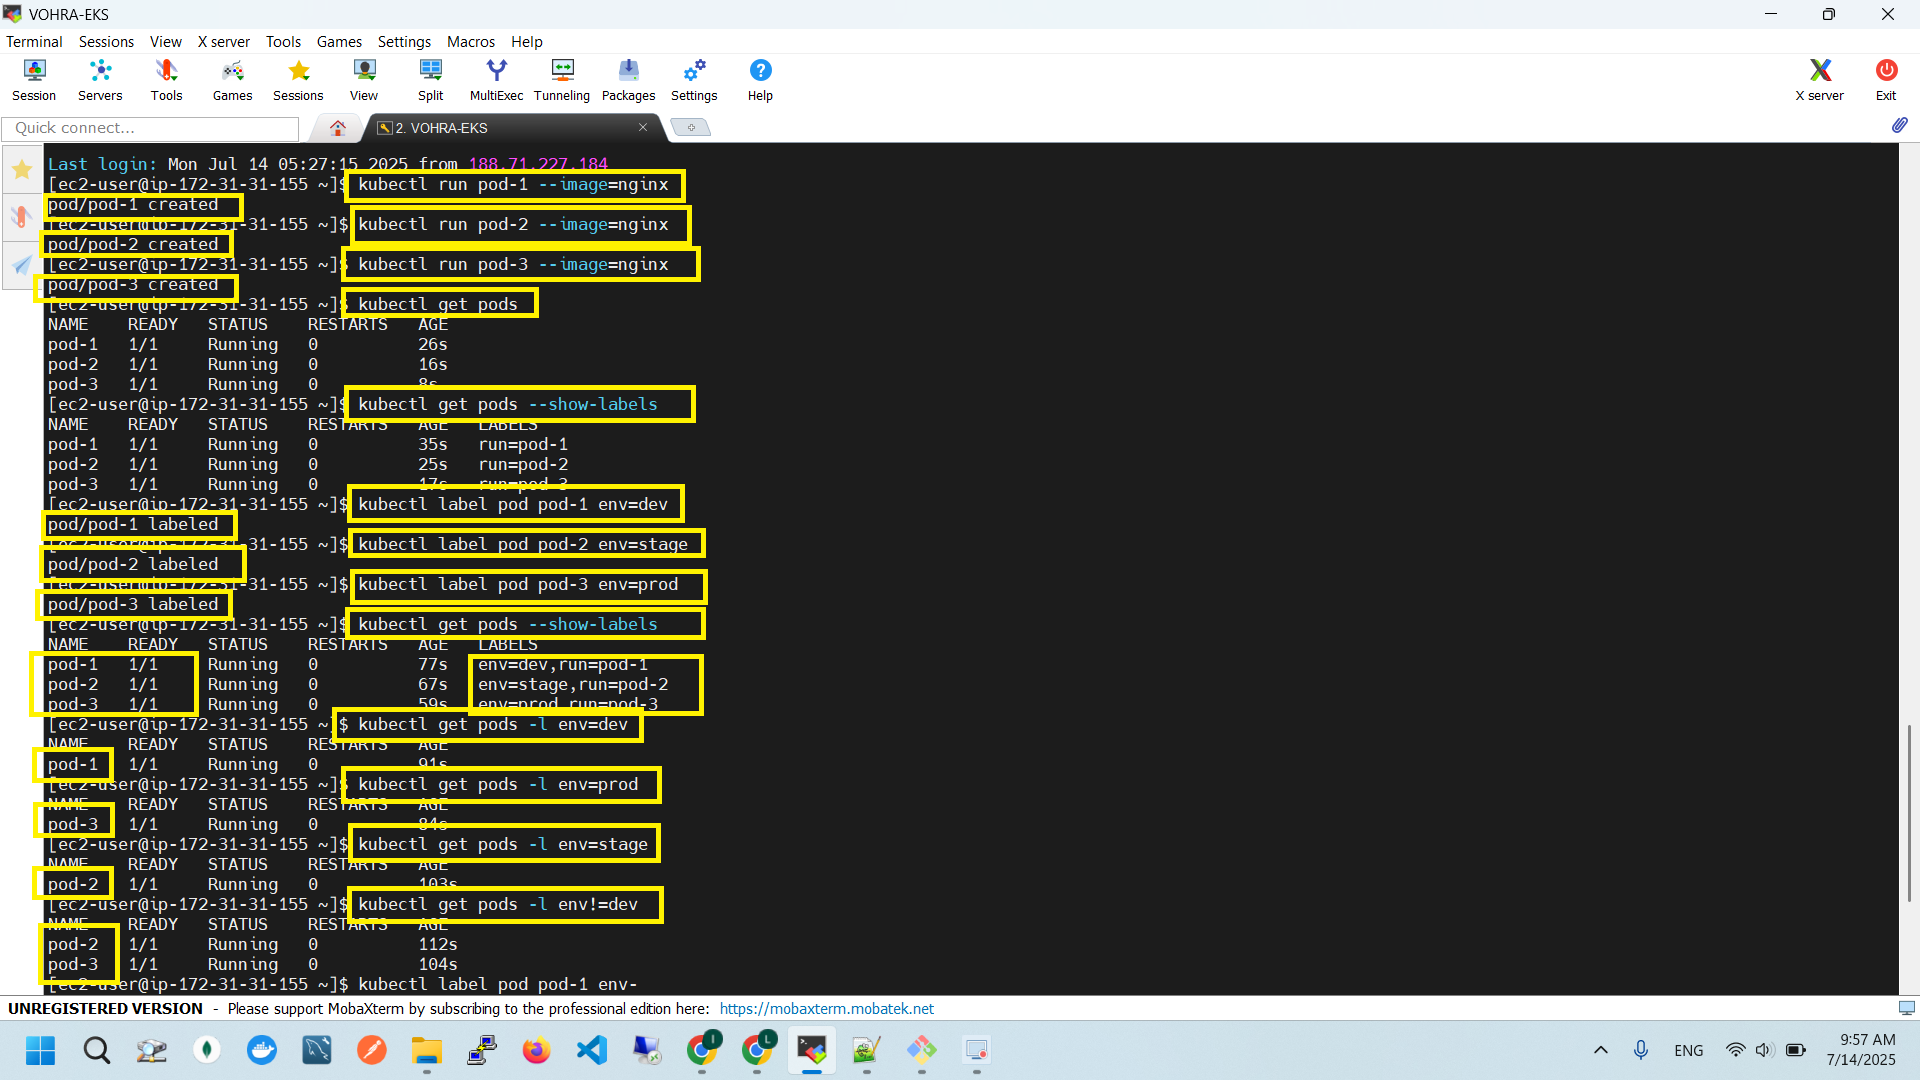 VOHRA-EKS
Terminal Sessions View X server Tools Games Settings Macros Help
Session Servers Tools Games Sessions View Split MultiExec Tunneling Packages Settings Help X server Exit
Quick connect... 2. VOHRA-EKS
Last login: Mon Jul 14 05:27:15 2025 from 188.71.227.184
[ec2-user@ip-172-31-31-155 ~]$ kubectl run pod-1 --image=nginx
pod/pod-1 created
[ec2-user@ip-172-31-31-155 ~]$ kubectl run pod-2 --image=nginx
pod/pod-2 created
[ec2-user@ip-172-31-31-155 ~]$ kubectl run pod-3 --image=nginx
pod/pod-3 created
[ec2-user@ip-172-31-31-155 ~]$ kubectl get pods
NAME READY STATUS RESTARTS AGE
pod-1 1/1 Running 0 26s
pod-2 1/1 Running 0 16s
pod-3 1/1 Running 0 8s
[ec2-user@ip-172-31-31-155 ~]$ kubectl get pods --show-labels
NAME READY STATUS RESTARTS AGE LABELS
pod-1 1/1 Running 0 35s run=pod-1
pod-2 1/1 Running 0 25s run=pod-2
pod-3 1/1 Running 0 17s run=pod-3
[ec2-user@ip-172-31-31-155 ~]$ kubectl label pod pod-1 env=dev
pod/pod-1 labeled
[ec2-user@ip-172-31-31-155 ~]$ kubectl label pod pod-2 env=stage
pod/pod-2 labeled
[ec2-user@ip-172-31-31-155 ~]$ kubectl label pod pod-3 env=prod
pod/pod-3 labeled
[ec2-user@ip-172-31-31-155 ~]$ kubectl get pods --show-labels
NAME READY STATUS RESTARTS AGE LABELS
pod-1 1/1 Running 0 77s env=dev,run=pod-1
pod-2 1/1 Running 0 67s env=stage,run=pod-2
pod-3 1/1 Running 0 59s env=prod,run=pod-3
[ec2-user@ip-172-31-31-155 ~]$ kubectl get pods -l env=dev
NAME READY STATUS RESTARTS AGE
pod-1 1/1 Running 0 91s
[ec2-user@ip-172-31-31-155 ~]$ kubectl get pods -l env=prod
NAME READY STATUS RESTARTS AGE
pod-3 1/1 Running 0 84s
[ec2-user@ip-172-31-31-155 ~]$ kubectl get pods -l env=stage
NAME READY STATUS RESTARTS AGE
pod-2 1/1 Running 0 103s
[ec2-user@ip-172-31-31-155 ~]$ kubectl get pods -l env!=dev
NAME READY STATUS RESTARTS AGE
pod-2 1/1 Running 0 112s
pod-3 1/1 Running 0 104s
[ec2-user@ip-172-31-31-155 ~]$ kubectl label pod pod-1 env-
UNREGISTERED VERSION - Please support MobaXterm by subscribing to the professional edition here: https://mobaxterm.mobatek.net
I L ENG 9:57 AM
7/14/2025